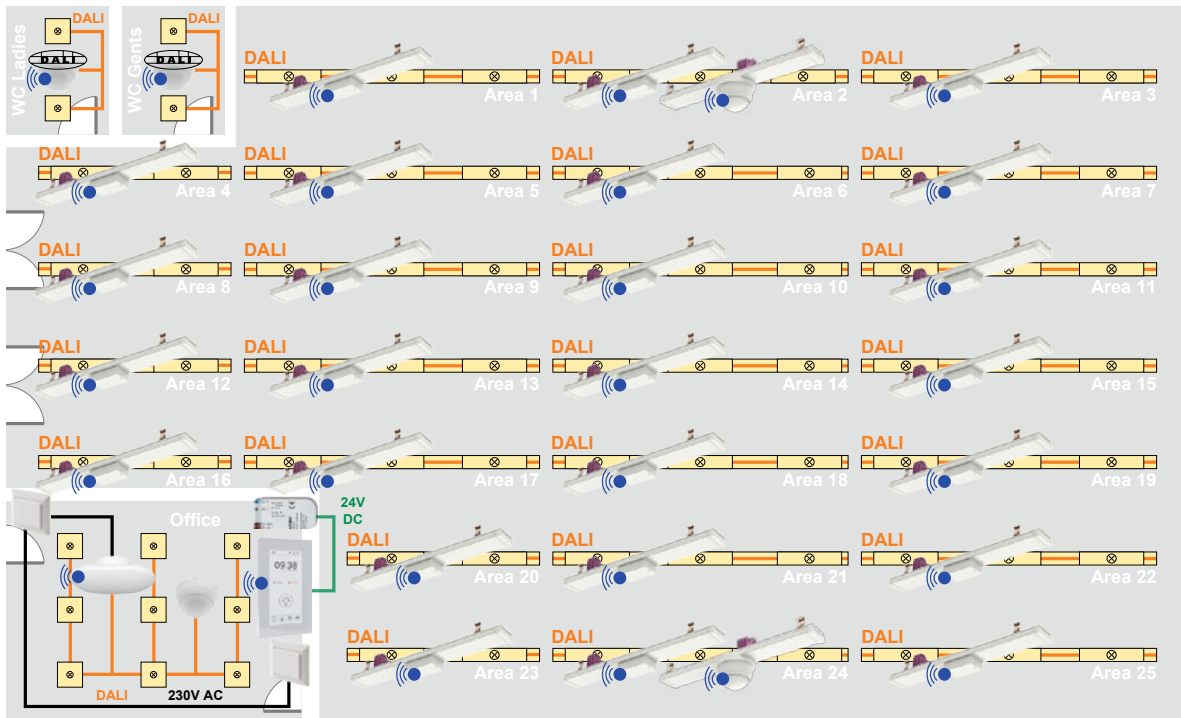 WC Ladies
DALI
DALI
WC Gents
DALI
DALI
DALI
Area 1
DALI
Area 2
DALI
Area 3
DALI
Area 4
DALI
Area 5
DALI
Area 6
DALI
Area 7
DALI
Area 8
DALI
Area 9
DALI
Area 10
DALI
Area 11
DALI
Area 12
DALI
Area 13
DALI
Area 14
DALI
Area 15
DALI
Area 16
DALI
Area 17
DALI
Area 18
DALI
Area 19
Office
24V
DC
09 38
DALI
Area 20
DALI
Area 21
DALI
Area 22
DALI
Area 23
DALI
Area 24
DALI
Area 25
DALI
230V AC